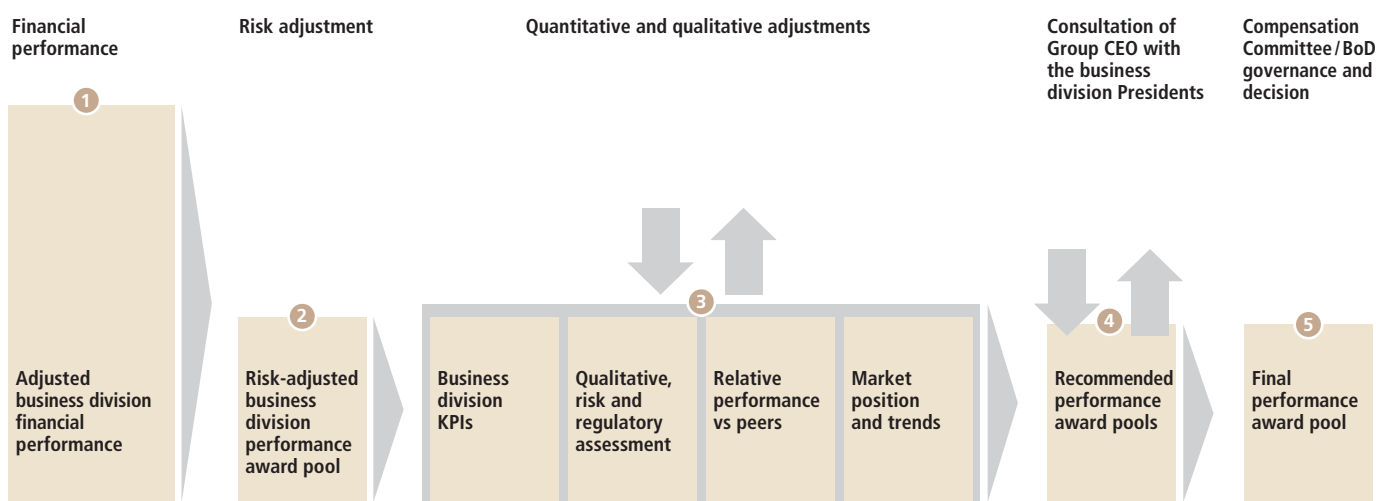 Financial
performance
Risk adjustment
Quantitative and qualitative adjustments
Consultation of
Group CEO with
the business
division Presidents
Compensation
Committee / BoD
governance and
decision
1
Adjusted
business division
financial
performance
2
Risk-adjusted
business
division
performance
award pool
3
Business
division
KPIs
Qualitative,
risk and
regulatory
assessment
Relative
performance
vs peers
Market
position
and trends
4
Recommended
performance
award pools
5
Final
performance
award pool